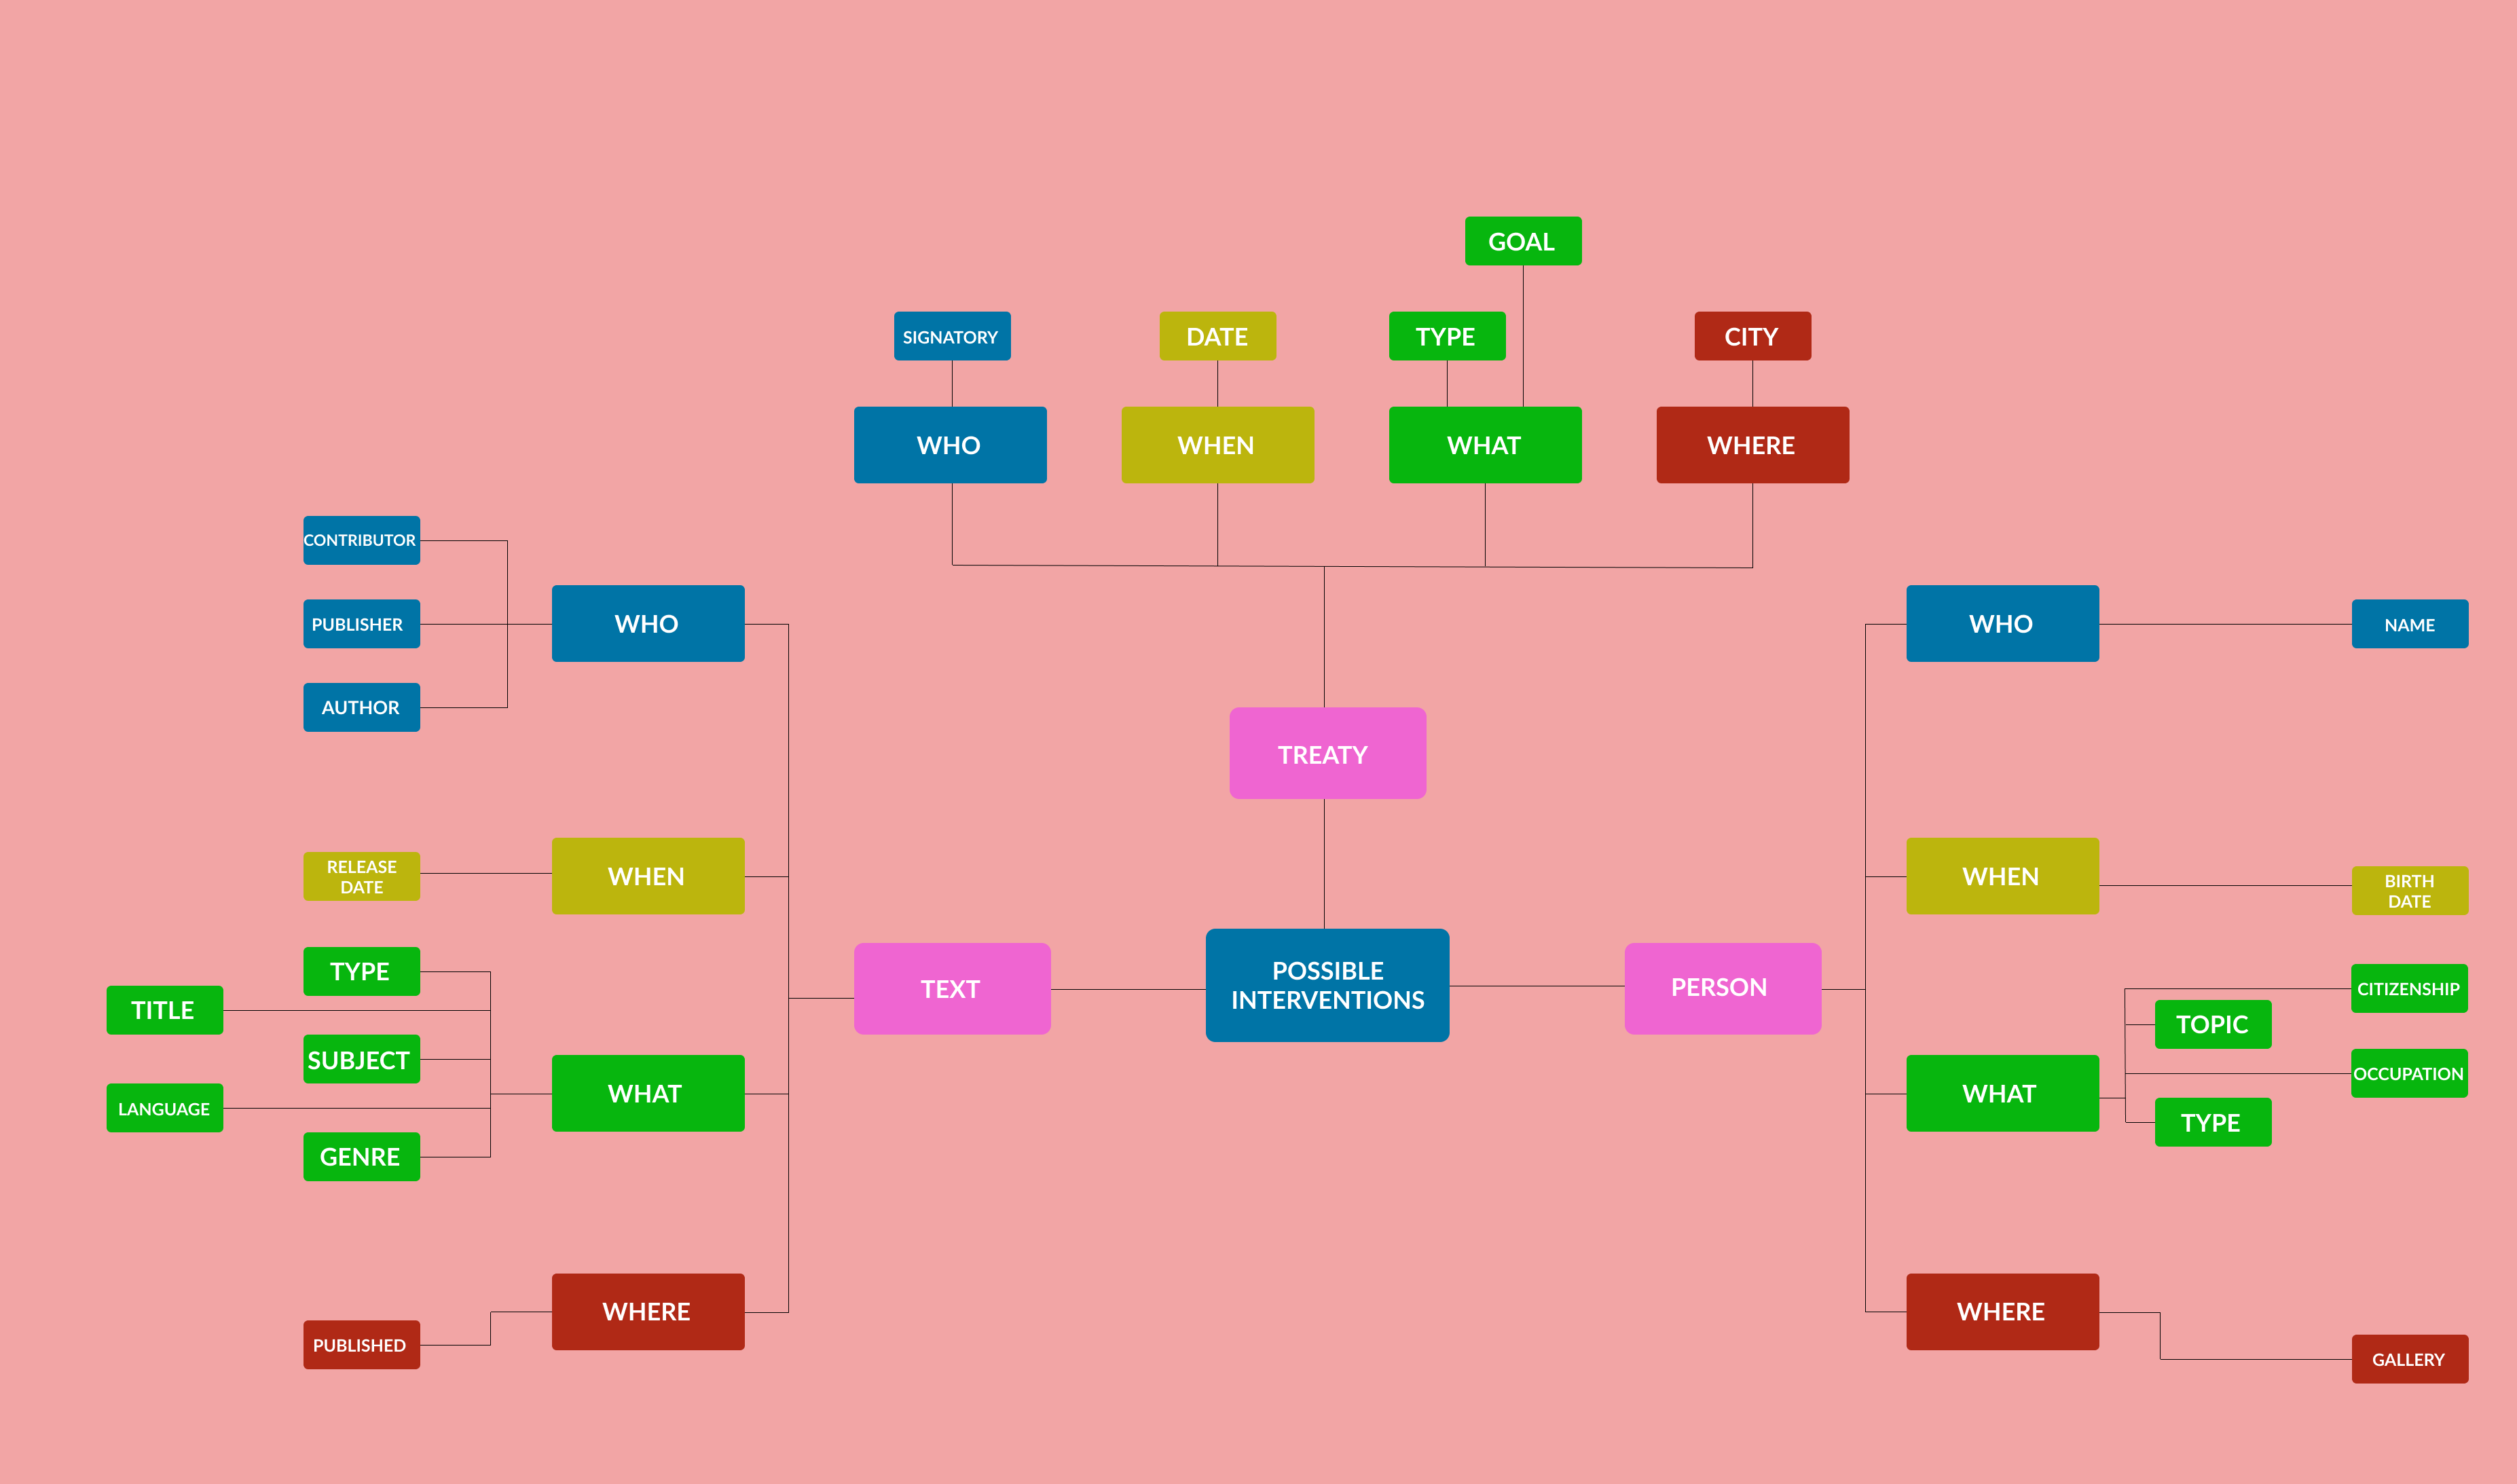 GOAL
SIGNATORY
DATE
TYPE
CITY
WHO
WHEN
WHAT
WHERE
CONTRIBUTOR
PUBLISHER
AUTHOR
WHO
WHO
NAME
TREATY
RELEASE
DATE
WHEN
WHEN
BIRTH
DATE
TYPE
TITLE
SUBJECT
LANGUAGE
GENRE
WHAT
TEXT
POSSIBLE
INTERVENTIONS
PERSON
WHAT
CITIZENSHIP
TOPIC
OCCUPATION
TYPE
PUBLISHED
WHERE
WHERE
GALLERY